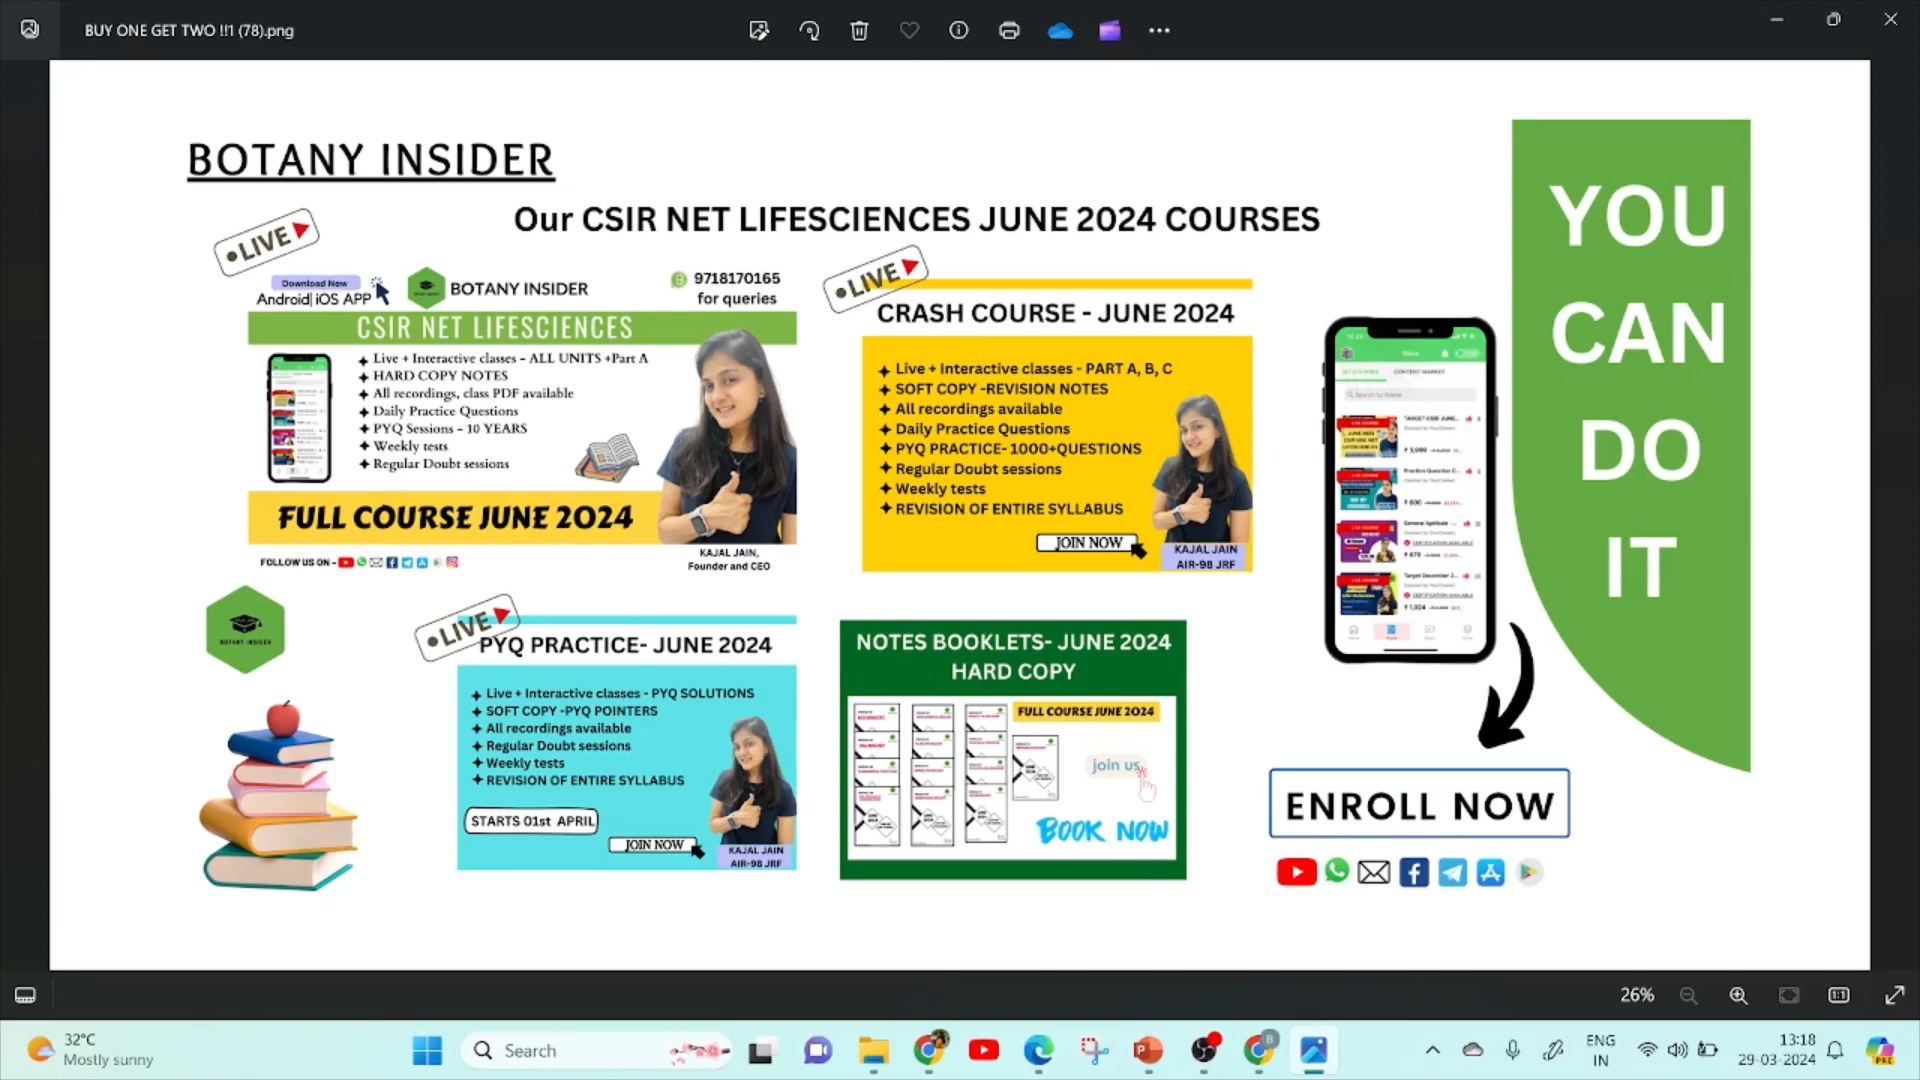 BUY ONE GET TWO !!1 (78).png
BOTANY INSIDER
Our CSIR NET LIFESCIENCES JUNE 2024 COURSES
LIVE
Download Now
Android| iOS APP
BOTANY INSIDER
9718170165
for queries
CSIR NET LIFESCIENCES
Live + Interactive classes - ALL UNITS +Part A
HARD COPY NOTES
All recordings, class PDF available
Daily Practice Questions
PYQ Sessions - 10 YEARS
Weekly tests
Regular Doubt sessions
FULL COURSE JUNE 2024
FOLLOW US ON -
KAJAL JAIN,
Founder and CEO
LIVE
CRASH COURSE - JUNE 2024
Live + Interactive classes - PART A, B, C
SOFT COPY -REVISION NOTES
All recordings available
Daily Practice Questions
PYQ PRACTICE- 1000+QUESTIONS
Regular Doubt sessions
Weekly tests
REVISION OF ENTIRE SYLLABUS
JOIN NOW
KAJAL JAIN
AIR-98 JRF
BOTANY INSIDER
LIVE
PYQ PRACTICE- JUNE 2024
Live + Interactive classes - PYQ SOLUTIONS
SOFT COPY -PYQ POINTERS
All recordings available
Regular Doubt sessions
Weekly tests
REVISION OF ENTIRE SYLLABUS
STARTS 01st APRIL
JOIN NOW
KAJAL JAIN
AIR-98 JRF
NOTES BOOKLETS- JUNE 2024
HARD COPY
FULL COURSE JUNE 2024
join us
BOOK NOW
MY COURSES CONTENT MARKET
Search by Name
YOU
CAN
DO
IT
ENROLL NOW
26%
32°C
Mostly sunny
Search
ENG
IN
13:18
29-03-2024